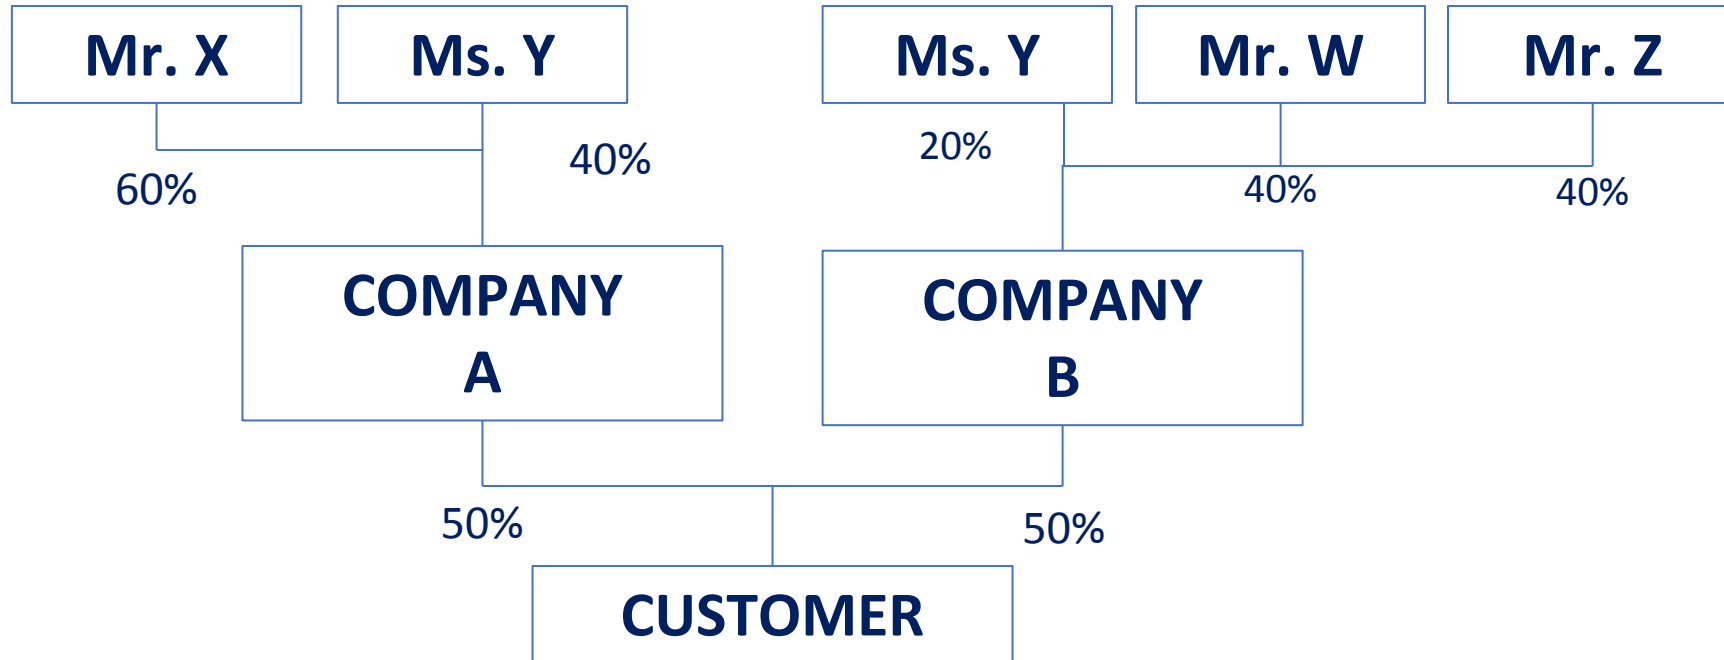 Mr. X
Ms. Y
Ms. Y
Mr. W
Mr. Z
60%
40%
20%
40%
40%
COMPANY
A
COMPANY
B
50%
50%
CUSTOMER